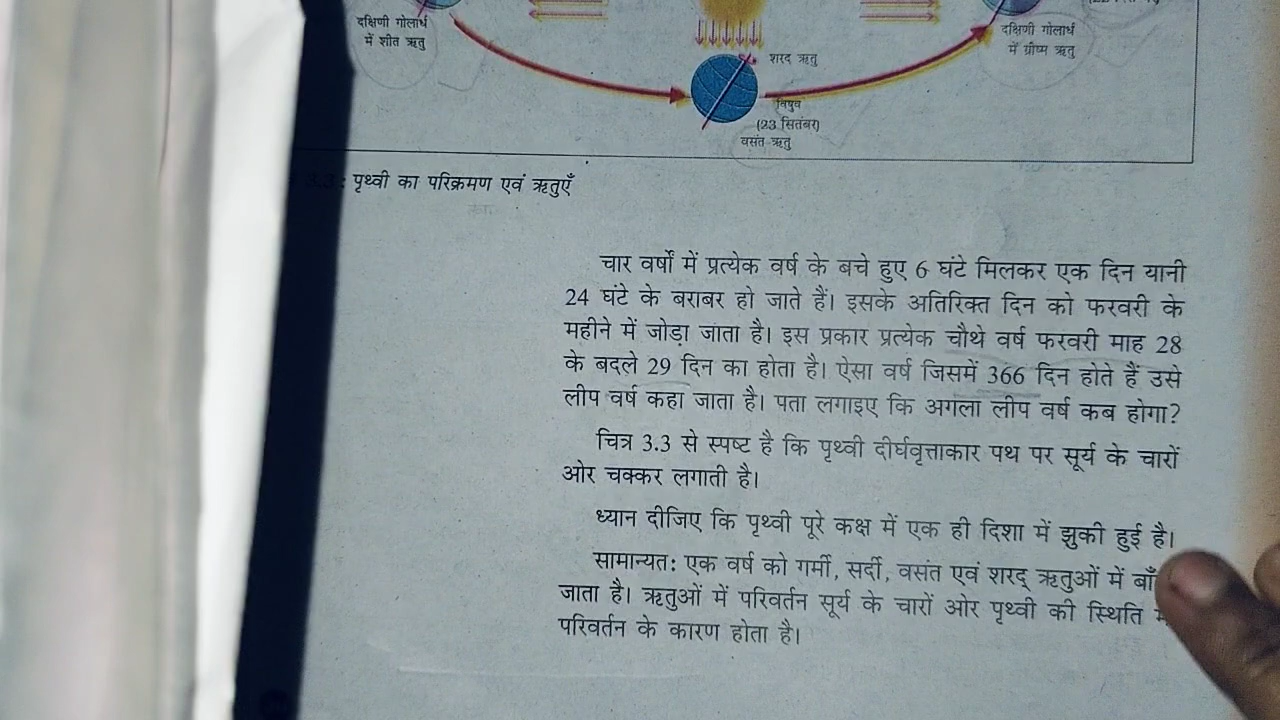 दक्षिणी गोलार्ध
में शीत ऋतु
शरद ऋतु
दक्षिणी गोलार्ध
में ग्रीष्म ऋतु
विषुव
(23 सितंबर)
वसंत ऋतु
3.3: पृथ्वी का परिक्रमण एवं ऋतुएँ
चार वर्षों में प्रत्येक वर्ष के बचे हुए 6 घंटे मिलकर एक दिन यानी
24 घंटे के बराबर हो जाते हैं। इसके अतिरिक्त दिन को फरवरी के
महीने में जोड़ा जाता है। इस प्रकार प्रत्येक चौथे वर्ष फरवरी माह 28
के बदले 29 दिन का होता है। ऐसा वर्ष जिसमें 366 दिन होते हैं उसे
लीप वर्ष कहा जाता है। पता लगाइए कि अगला लीप वर्ष कब होगा?
चित्र 3.3 से स्पष्ट है कि पृथ्वी दीर्घवृत्ताकार पथ पर सूर्य के चारों
ओर चक्कर लगाती है।
ध्यान दीजिए कि पृथ्वी पूरे कक्ष में एक ही दिशा में झुकी हुई है।
सामान्यत: एक वर्ष को गर्मी, सर्दी, वसंत एवं शरद् ऋतुओं में बाँ
जाता है। ऋतुओं में परिवर्तन सूर्य के चारों ओर पृथ्वी की स्थिति
परिवर्तन के कारण होता है।